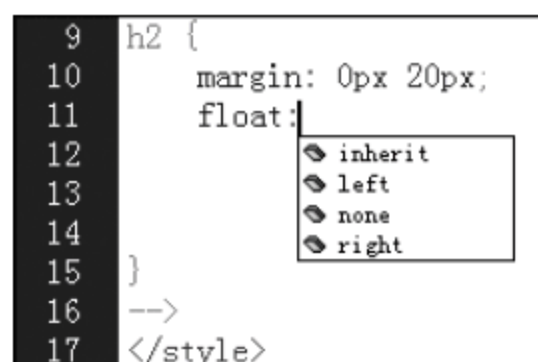 9 h2 {
10 margin: 0px 20px;
11 float:
12 inherit
left
13
none
14 right
15 }
16 -->
17 </style>